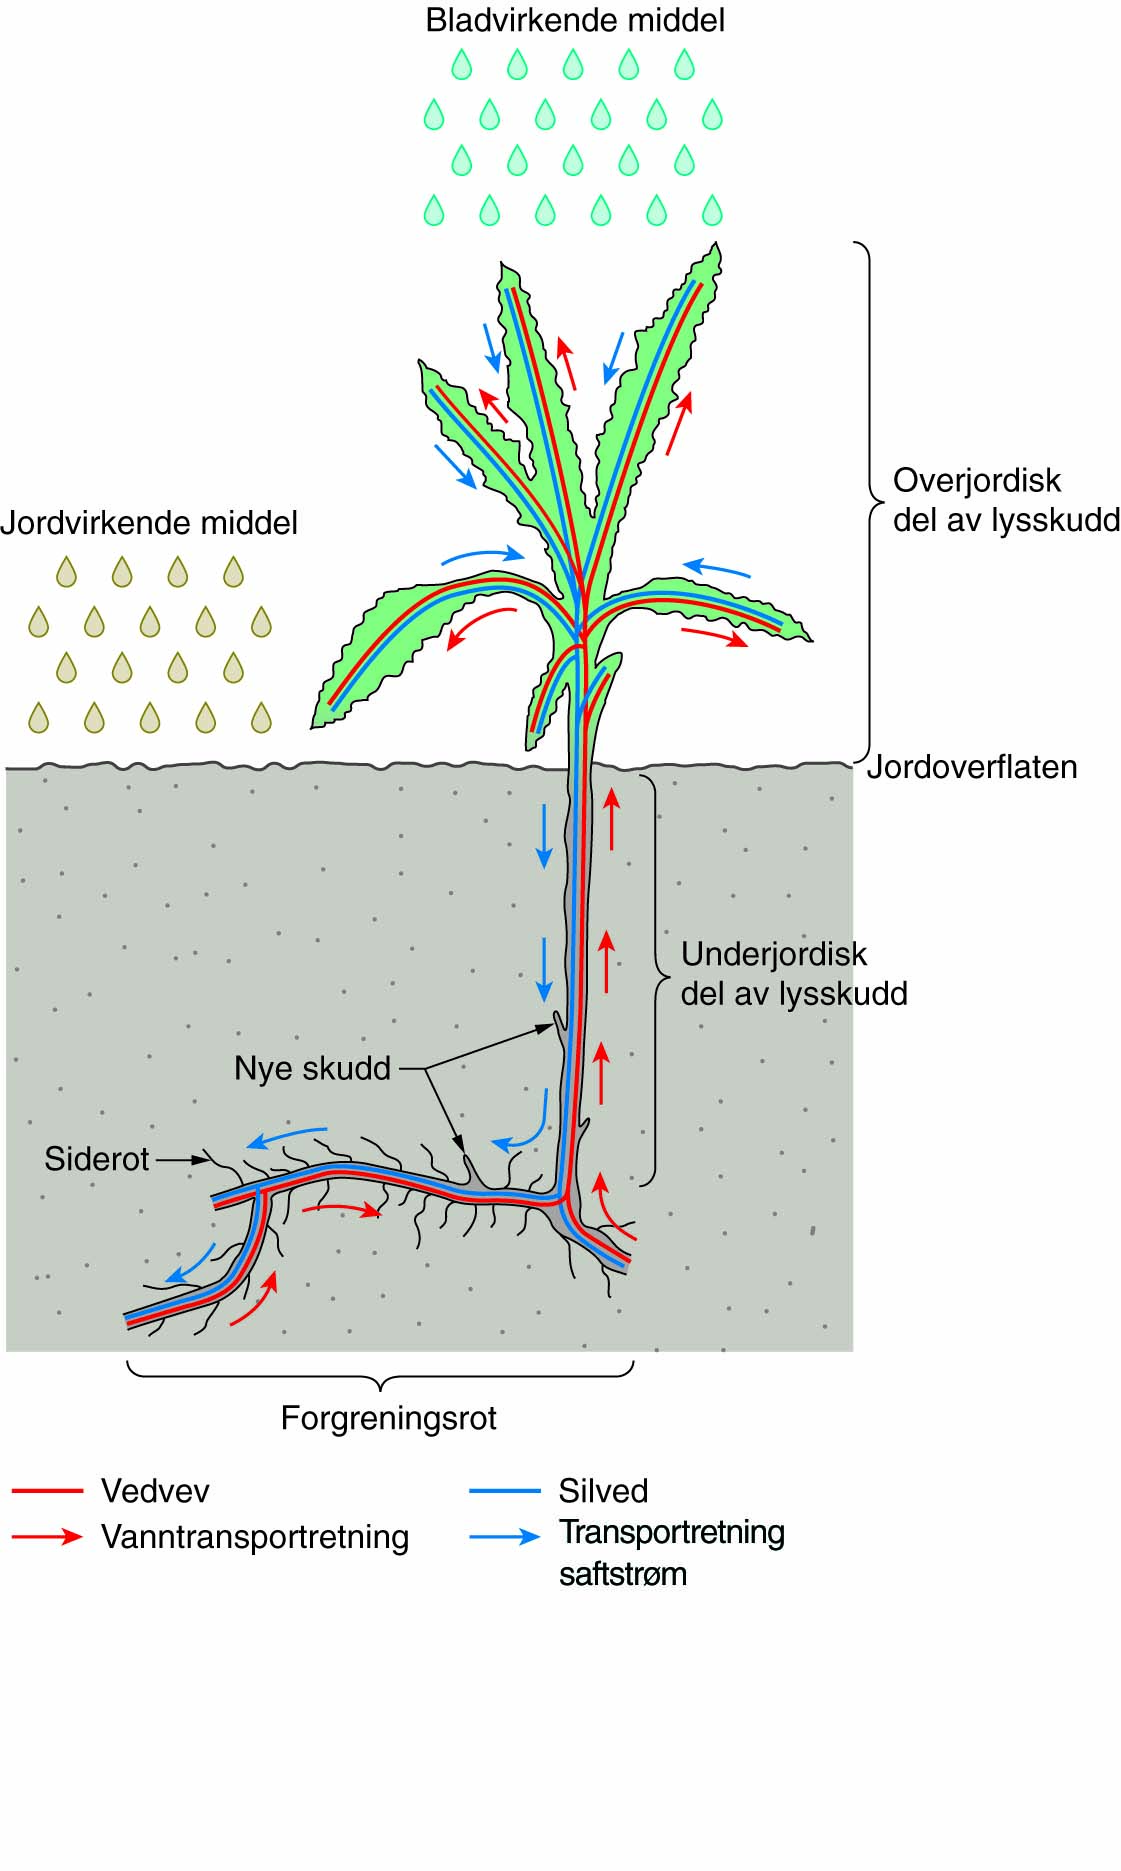 Bladvirkende middel
Jordvirkende middel
Overjordisk
del av lysskudd
Jordoverflaten
Underjordisk
del av lysskudd
Nye skudd
Siderot
Forgreningsrot
Vedvev
Vanntransportretning
Silved
Transportretning
saftstrøm